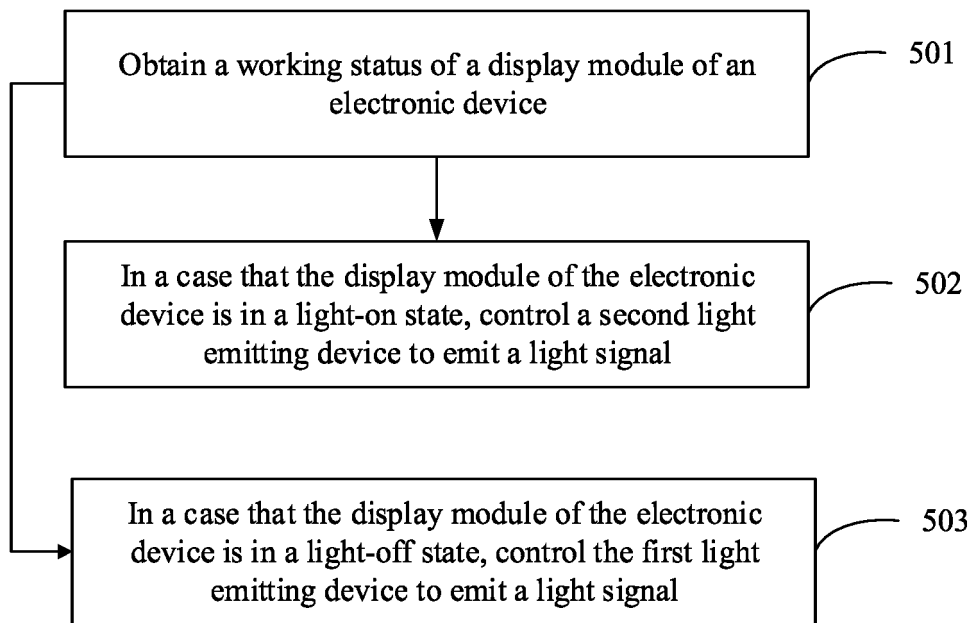 Obtain a working status of a display module of an
electronic device
501
In a case that the display module of the electronic
device is in a light-on state, control a second light
emitting device to emit a light signal
502
In a case that the display module of the electronic
device is in a light-off state, control the first light
emitting device to emit a light signal
503